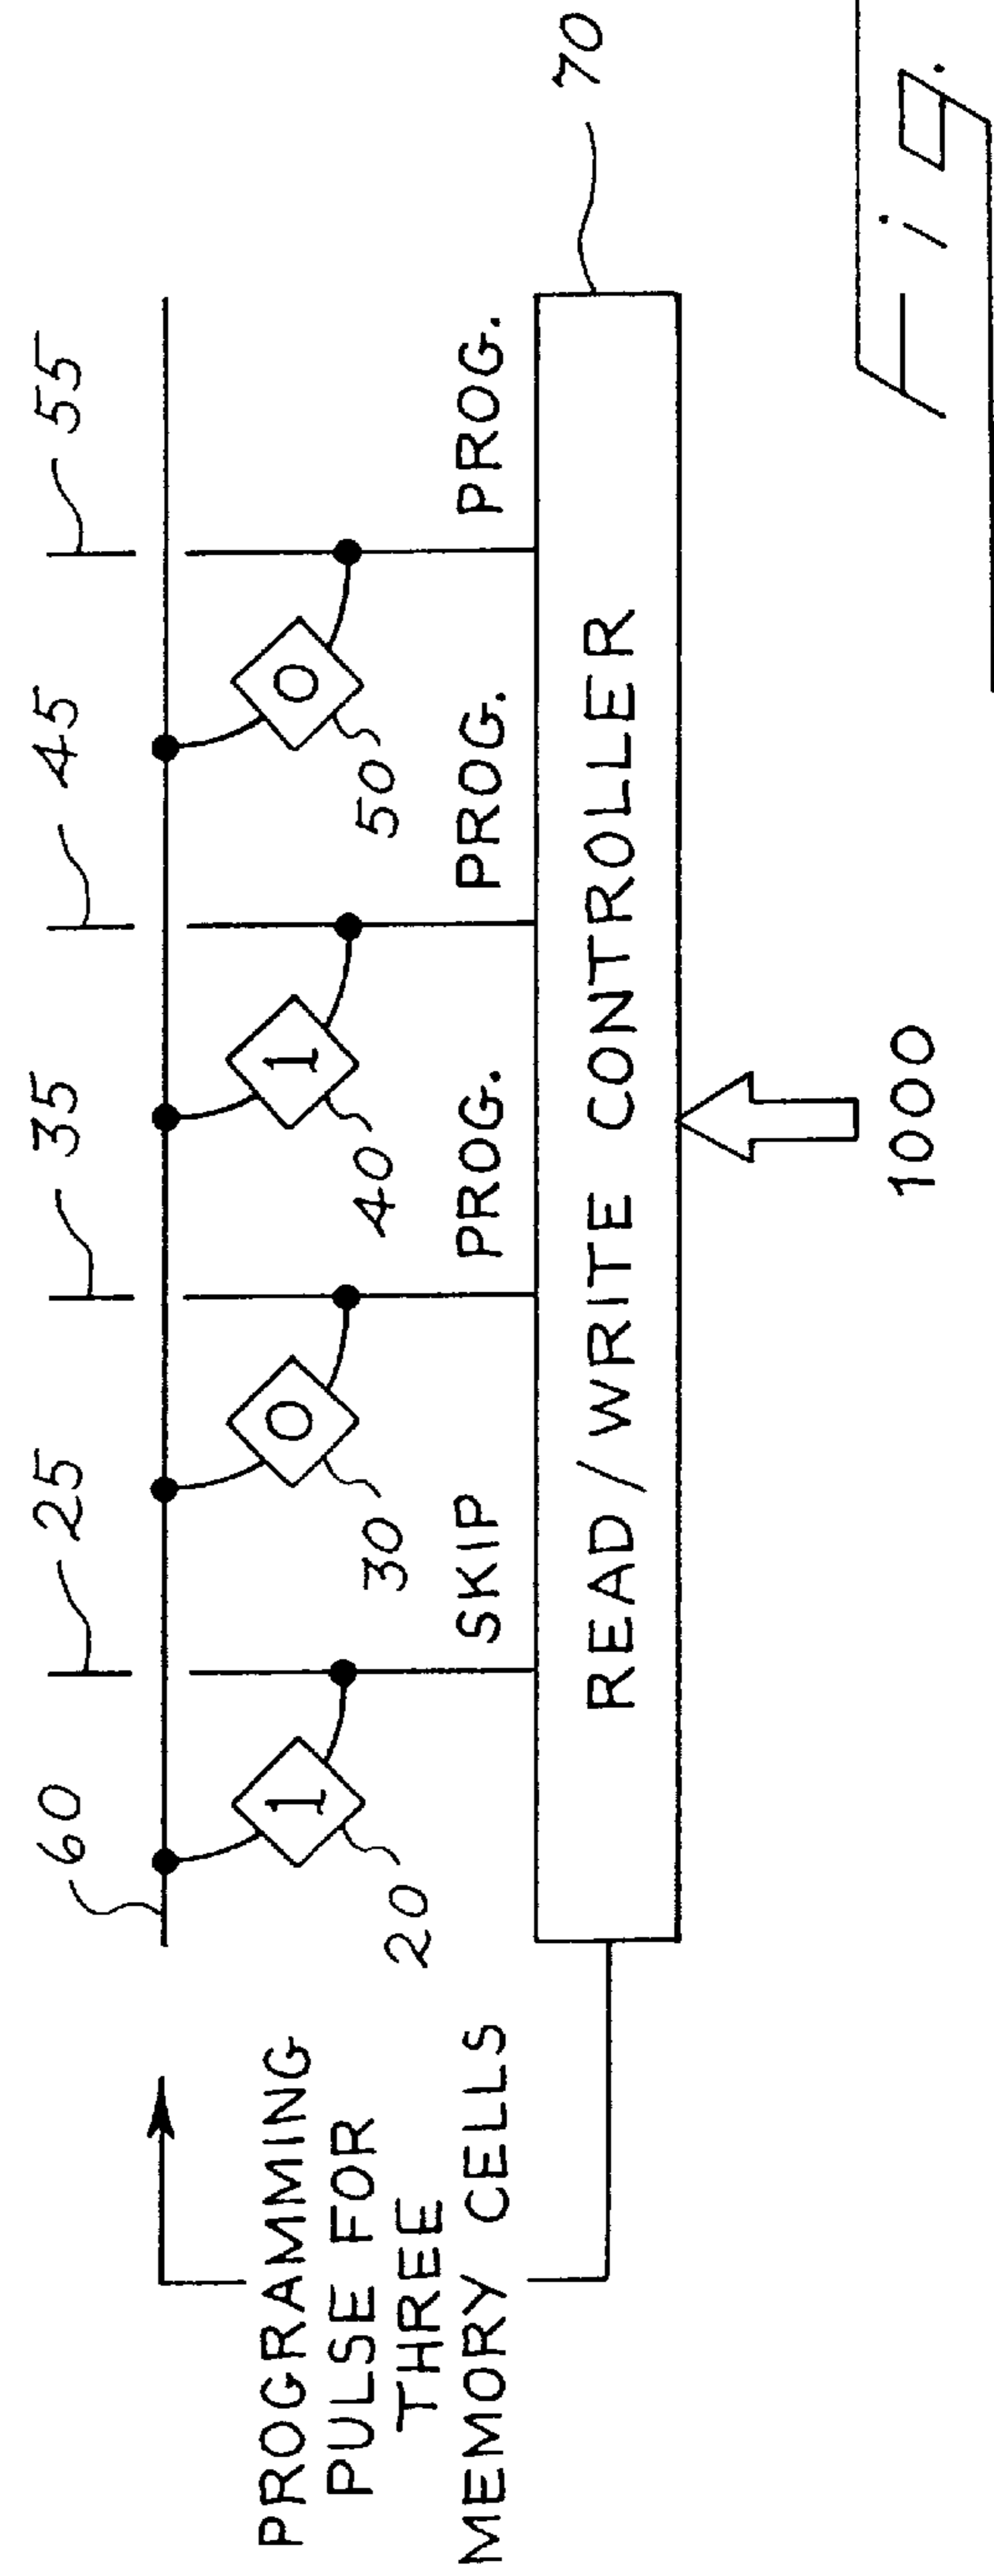 60 25 35 45 55
1 0 1 0
20 30 40 50
SKIP PROG. PROG. PROG.
PROGRAMMING
PULSE FOR
THREE
MEMORY CELLS
READ/WRITE CONTROLLER
70
1000
Fig.